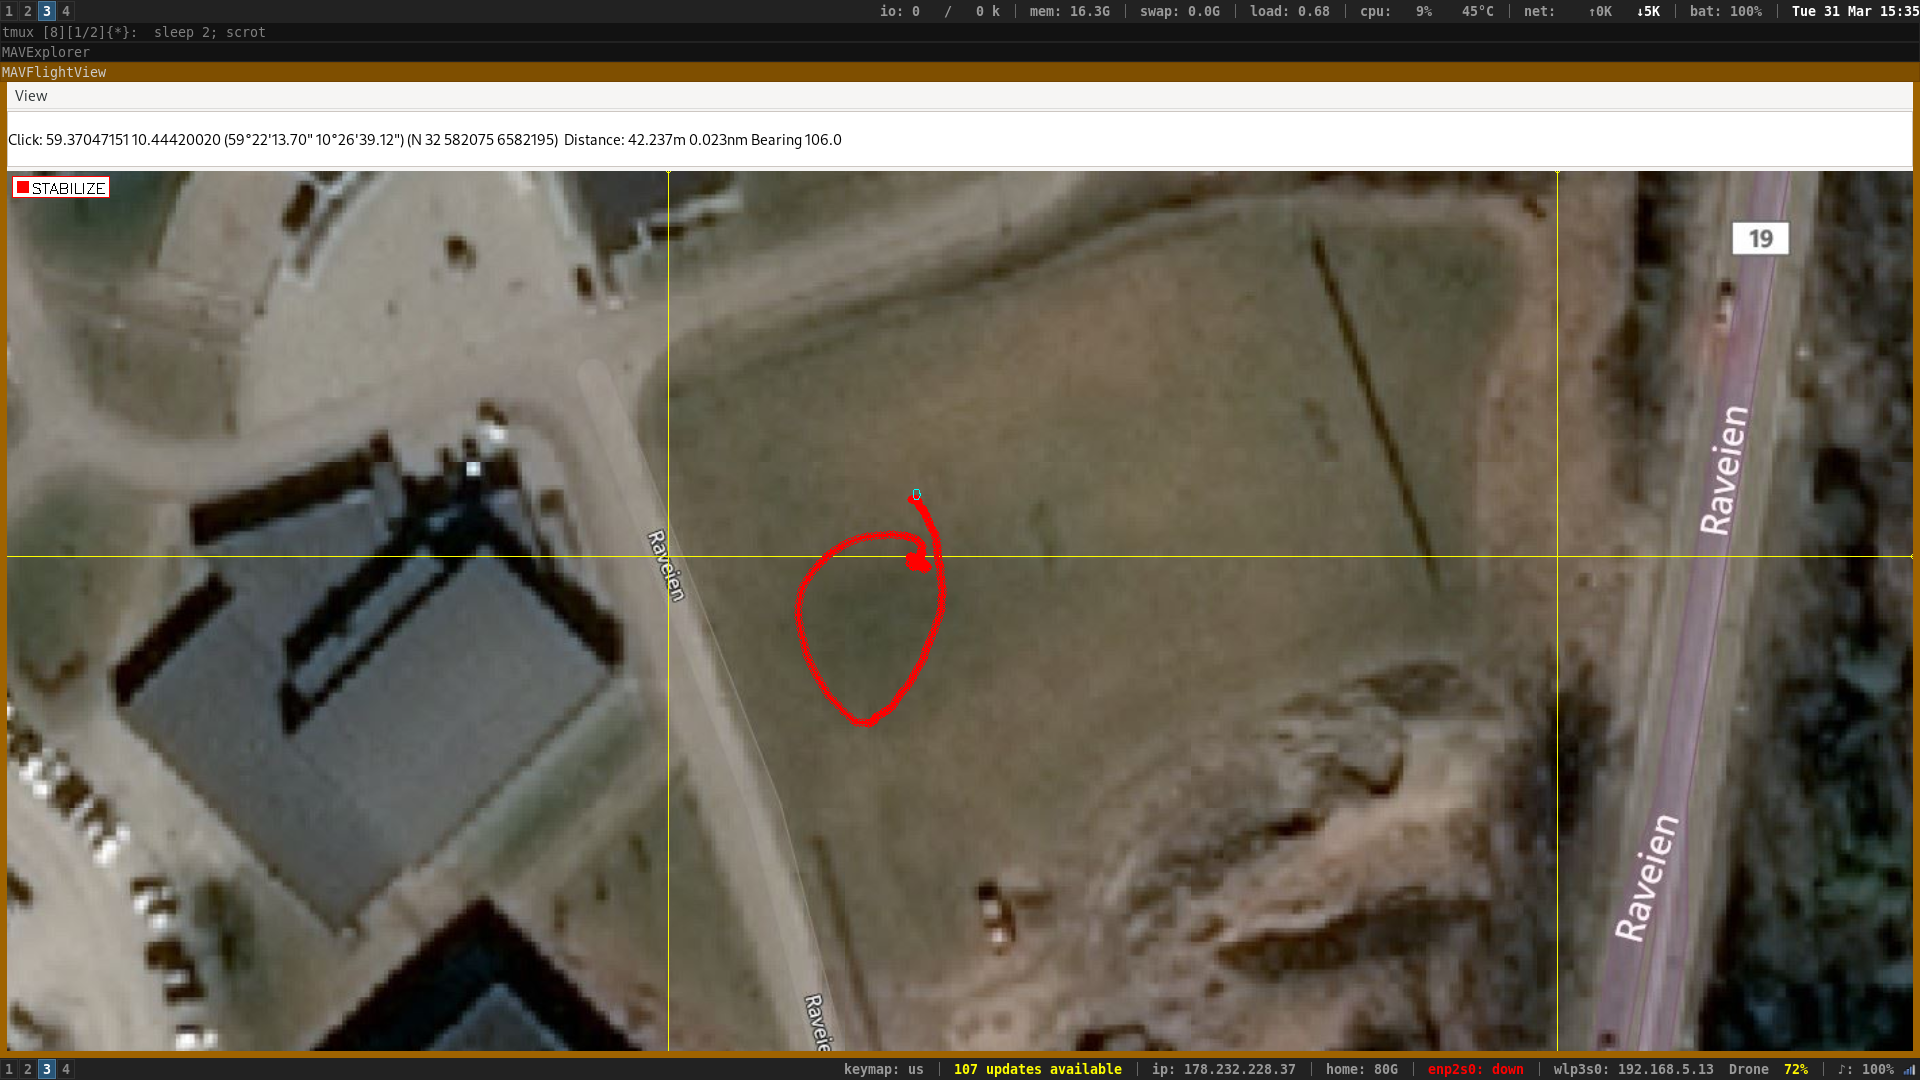 1 2 3 4 io: 0 / 0 k | mem: 16.3G | swap: 0.0G | load: 0.68 | cpu: 9% 45°C | net: ↑0K ↓5K | bat: 100% | Tue 31 Mar 15:35
tmux [8][1/2]{*}: sleep 2; scrot
MAVExplorer
MAVFlightView
View
Click: 59.37047151 10.44420020 (59°22'13.70" 10°26'39.12") (N 32 582075 6582195) Distance: 42.237m 0.023nm Bearing 106.0
STABILIZE
19
Raveien
Raveien
Raveien
Raveie
1 2 3 4 keymap: us | 107 updates available | ip: 178.232.228.37 | home: 80G | enp2s0: down | wlp3s0: 192.168.5.13 Drone 72% | ♪: 100%